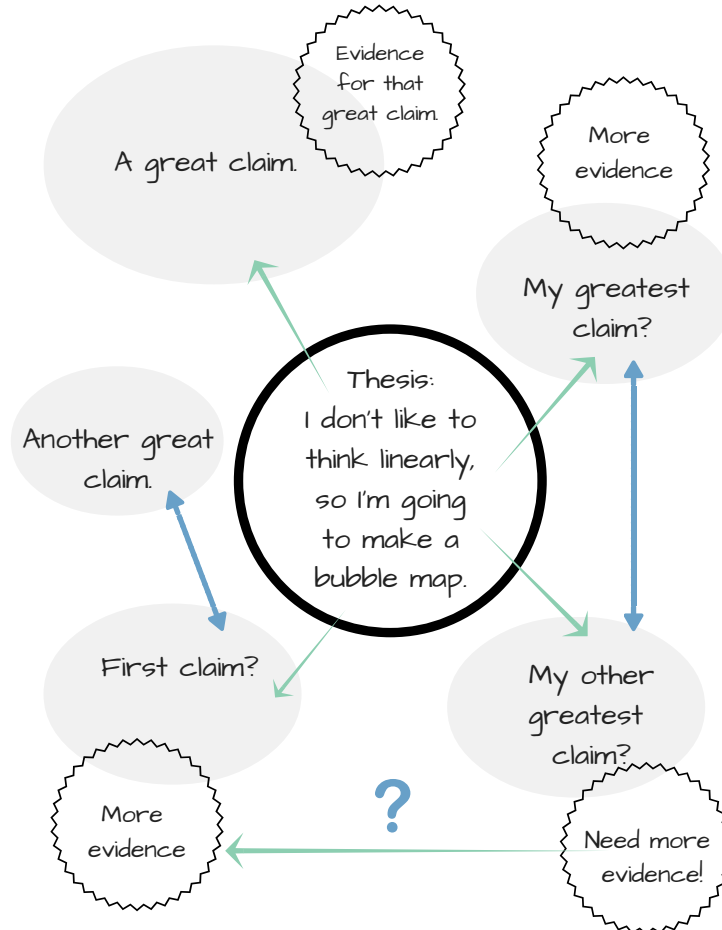 Evidence
for that
great claim.
A great claim.
More
evidence
My greatest
claim?
Thesis:
I don't like to
think linearly,
so I'm going
to make a
bubble map.
Another great
claim.
First claim?
My other
greatest
claim?
?
More
evidence
Need more
evidence!